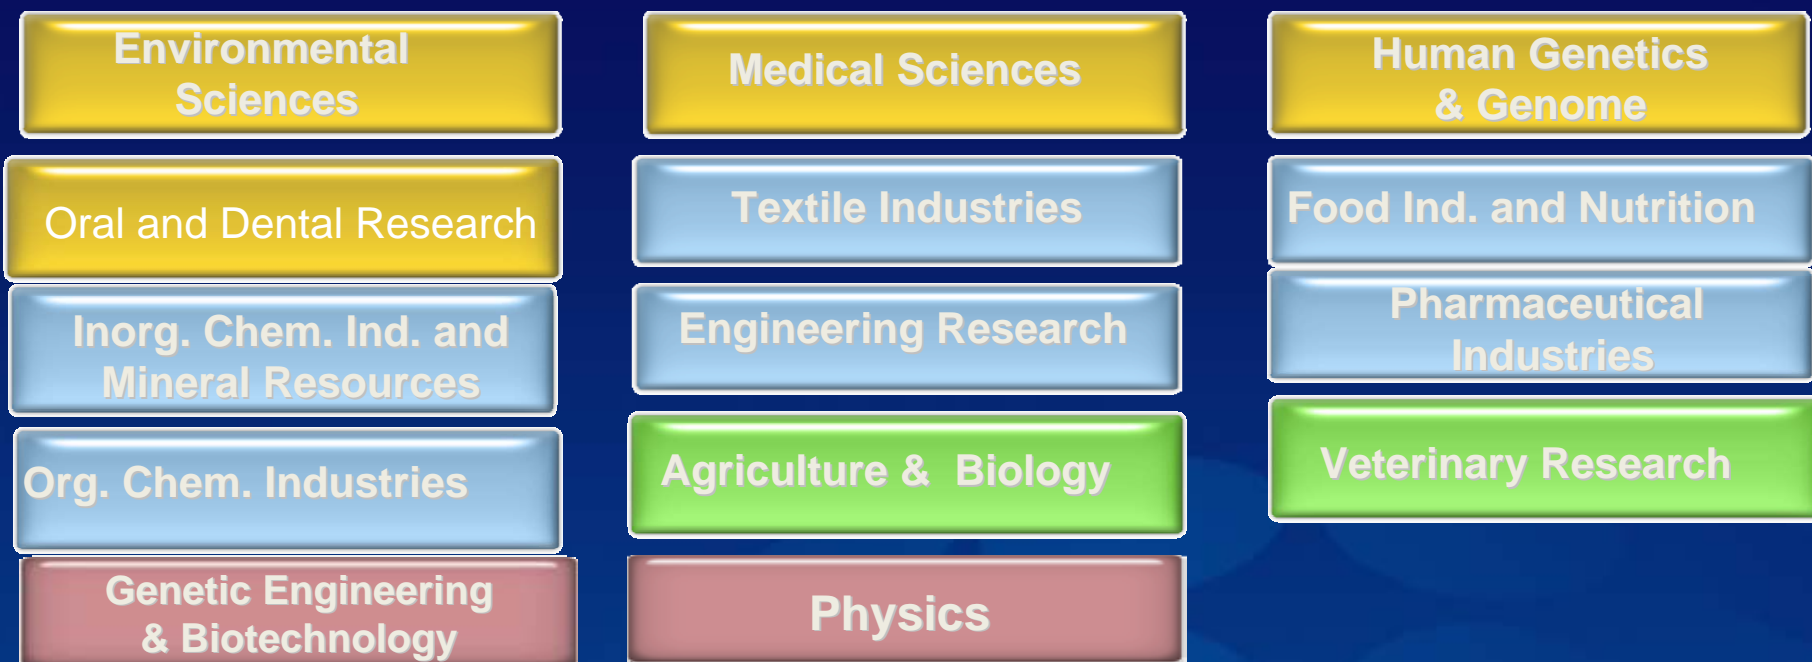 Environmental
Sciences
Medical Sciences
Human Genetics
& Genome
Oral and Dental Research
Textile Industries
Food Ind. and Nutrition
Inorg. Chem. Ind. and
Mineral Resources
Engineering Research
Pharmaceutical
Industries
Org. Chem. Industries
Agriculture &  Biology
Veterinary Research
Genetic Engineering
& Biotechnology
Physics